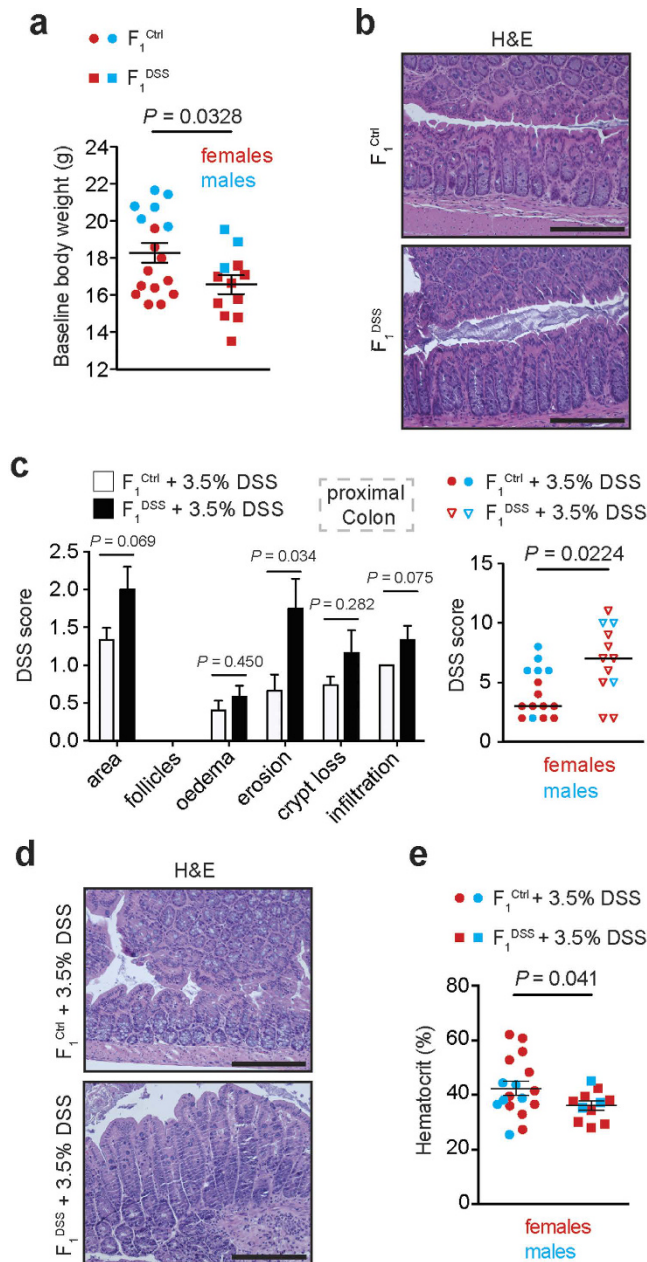 a
F1Ctrl
F1DSS
P = 0.0328
females
males
Baseline body weight (g)
24
22
20
18
16
14
12
b
H&E
F1Ctrl
F1DSS
c
F1Ctrl + 3.5% DSS
F1DSS + 3.5% DSS
proximal
Colon
F1Ctrl + 3.5% DSS
F1DSS + 3.5% DSS
DSS score
2.5
2.0
1.5
1.0
0.5
0.0
P = 0.069
P = 0.450
P = 0.034
P = 0.282
P = 0.075
area
follicles
oedema
erosion
crypt loss
infiltration
P = 0.0224
DSS score
15
10
5
0
females
males
d
H&E
F1Ctrl + 3.5% DSS
F1DSS + 3.5% DSS
e
F1Ctrl + 3.5% DSS
F1DSS + 3.5% DSS
P = 0.041
Hematocrit (%)
80
60
40
20
0
females
males